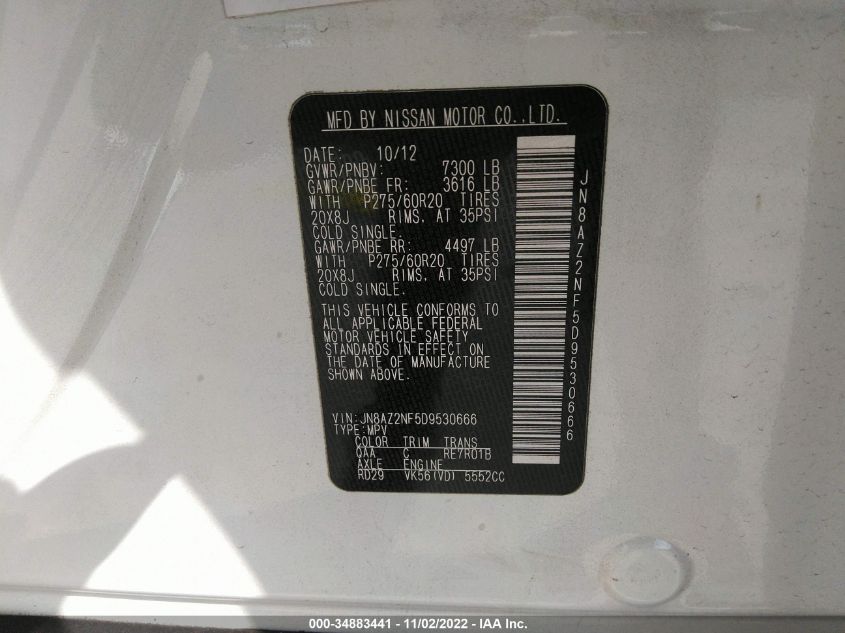 MFD BY NISSAN MOTOR CO.,LTD.
DATE: 10/12
GVWR/PNBV: 7300 LB
GAWR/PNBE FR: 3616 LB
WITH P275/60R20 TIRES
20X8J RIMS, AT 35PSI
COLD SINGLE.
GAWR/PNBE RR: 4497 LB
WITH P275/60R20 TIRES
20X8J RIMS, AT 35PSI
COLD SINGLE.
THIS VEHICLE CONFORMS TO
ALL APPLICABLE FEDERAL
MOTOR VEHICLE SAFETY
STANDARDS IN EFFECT ON
THE DATE OF MANUFACTURE
SHOWN ABOVE.
VIN: JN8AZ2NF5D9530666
TYPE: MPV
COLOR TRIM TRANS
QAA C RE7R01B
AXLE ENGINE
RD29 VK56(VD) 5552CC
JN8AZ2NF5D9530666
000-34883441 - 11/02/2022 - IAA Inc.